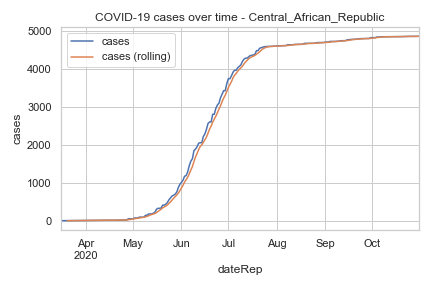 COVID-19 cases over time - Central_African_Republic
cases
cases (rolling)
cases
5000
4000
3000
2000
1000
0
Apr
2020
May
Jun
Jul
Aug
Sep
Oct
dateRep